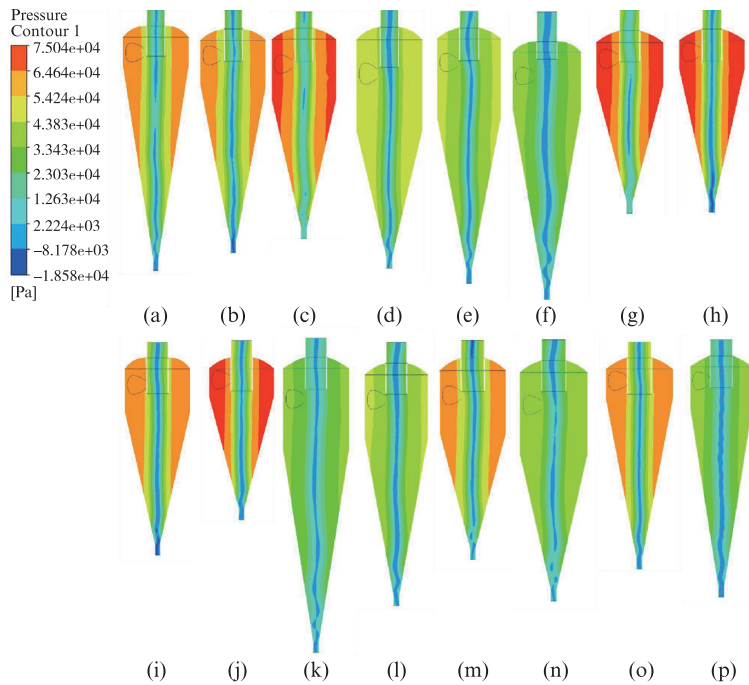 Pressure
Contour 1
7.504e+04
6.464e+04
5.424e+04
4.383e+04
3.343e+04
2.303e+04
1.263e+04
2.224e+03
−8.178e+03
−1.858e+04
[Pa]
(a) (b) (c) (d) (e) (f) (g) (h)
(i) (j) (k) (l) (m) (n) (o) (p)